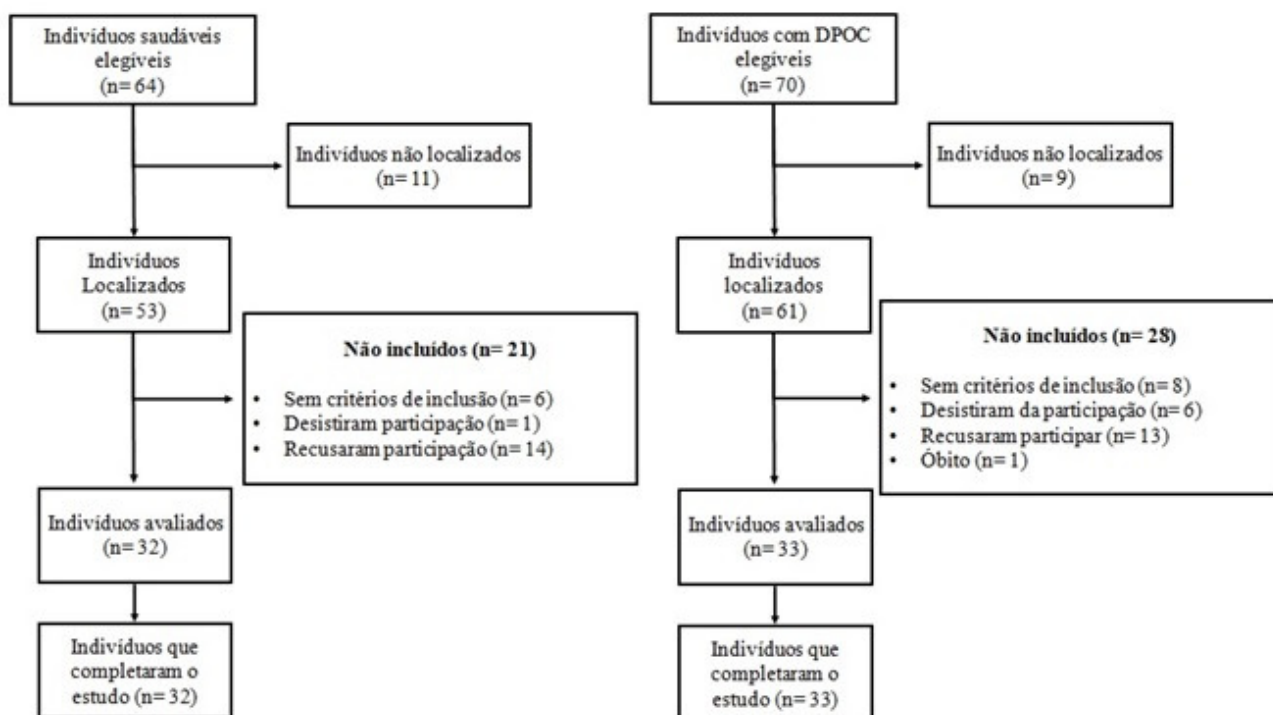 Indivíduos saudáveis
elegíveis
(n= 64)
Indivíduos não localizados
(n= 11)
Indivíduos
Localizados
(n= 53)
Não incluídos (n= 21)
• Sem critérios de inclusão (n= 6)
• Desistiram participação (n= 1)
• Recusaram participação (n= 14)
Indivíduos avaliados
(n= 32)
Indivíduos que
completaram o
estudo (n= 32)
Indivíduos com DPOC
elegíveis
(n= 70)
Indivíduos não localizados
(n= 9)
Indivíduos
localizados
(n= 61)
Não incluídos (n= 28)
• Sem critérios de inclusão (n= 8)
• Desistiram da participação (n= 6)
• Recusaram participar (n= 13)
• Óbito (n= 1)
Indivíduos avaliados
(n= 33)
Indivíduos que
completaram o
estudo (n= 33)